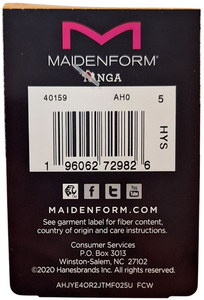 MAIDENFORM®
40159 AH0 5
HYS
1 96062 72982 6
MAIDENFORM.COM
See garment label for fiber content,
country of origin and care instructions.
Consumer Services
P.O. Box 3013
Winston-Salem, NC 27102
©2020 Hanesbrands Inc. All rights reserved.
AHJYE40R2JTMF025U FCW